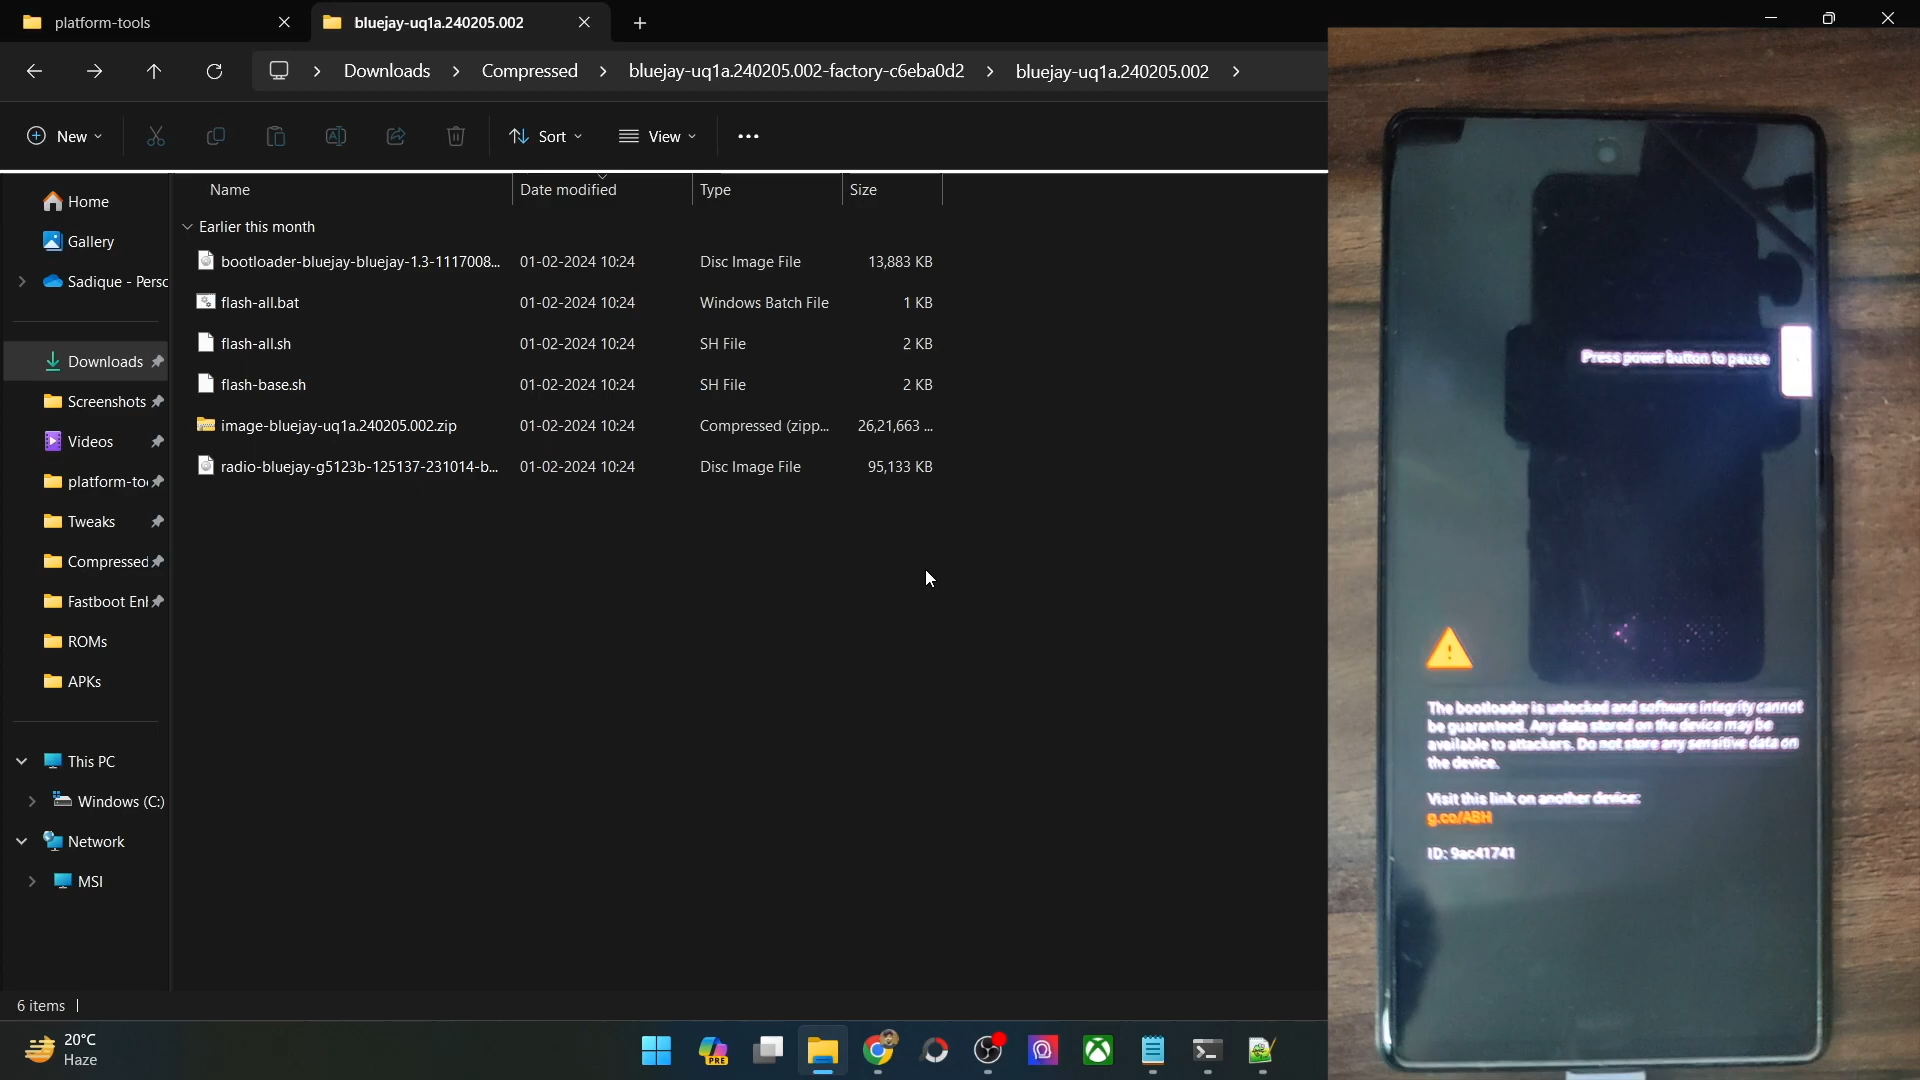 platform-tools
bluejay-uq1a.240205.002
Downloads
Compressed
bluejay-uq1a.240205.002-factory-c6eba0d2
bluejay-uq1a.240205.002
New
Sort
View
Name
Date modified
Type
Size
Home
Gallery
Sadique - Persc
Downloads
Screenshots
Videos
platform-to
Tweaks
Compressed
Fastboot Enl
ROMs
APKs
This PC
Windows (C:)
Network
MSI
Earlier this month
bootloader-bluejay-bluejay-1.3-1117008...
01-02-2024 10:24
Disc Image File
13,883 KB
flash-all.bat
01-02-2024 10:24
Windows Batch File
1 KB
flash-all.sh
01-02-2024 10:24
SH File
2 KB
flash-base.sh
01-02-2024 10:24
SH File
2 KB
image-bluejay-uq1a.240205.002.zip
01-02-2024 10:24
Compressed (zipp...
26,21,663 ...
radio-bluejay-g5123b-125137-231014-b...
01-02-2024 10:24
Disc Image File
95,133 KB
6 items
20°C
Haze
PRE
Press power button to pause
The bootloader is unlocked and software integrity cannot
be guaranteed. Any data stored on the device may be
available to attackers. Do not store any sensitive data on
the device.
Visit this link on another device:
g.co/ABH
ID: 9ac41741